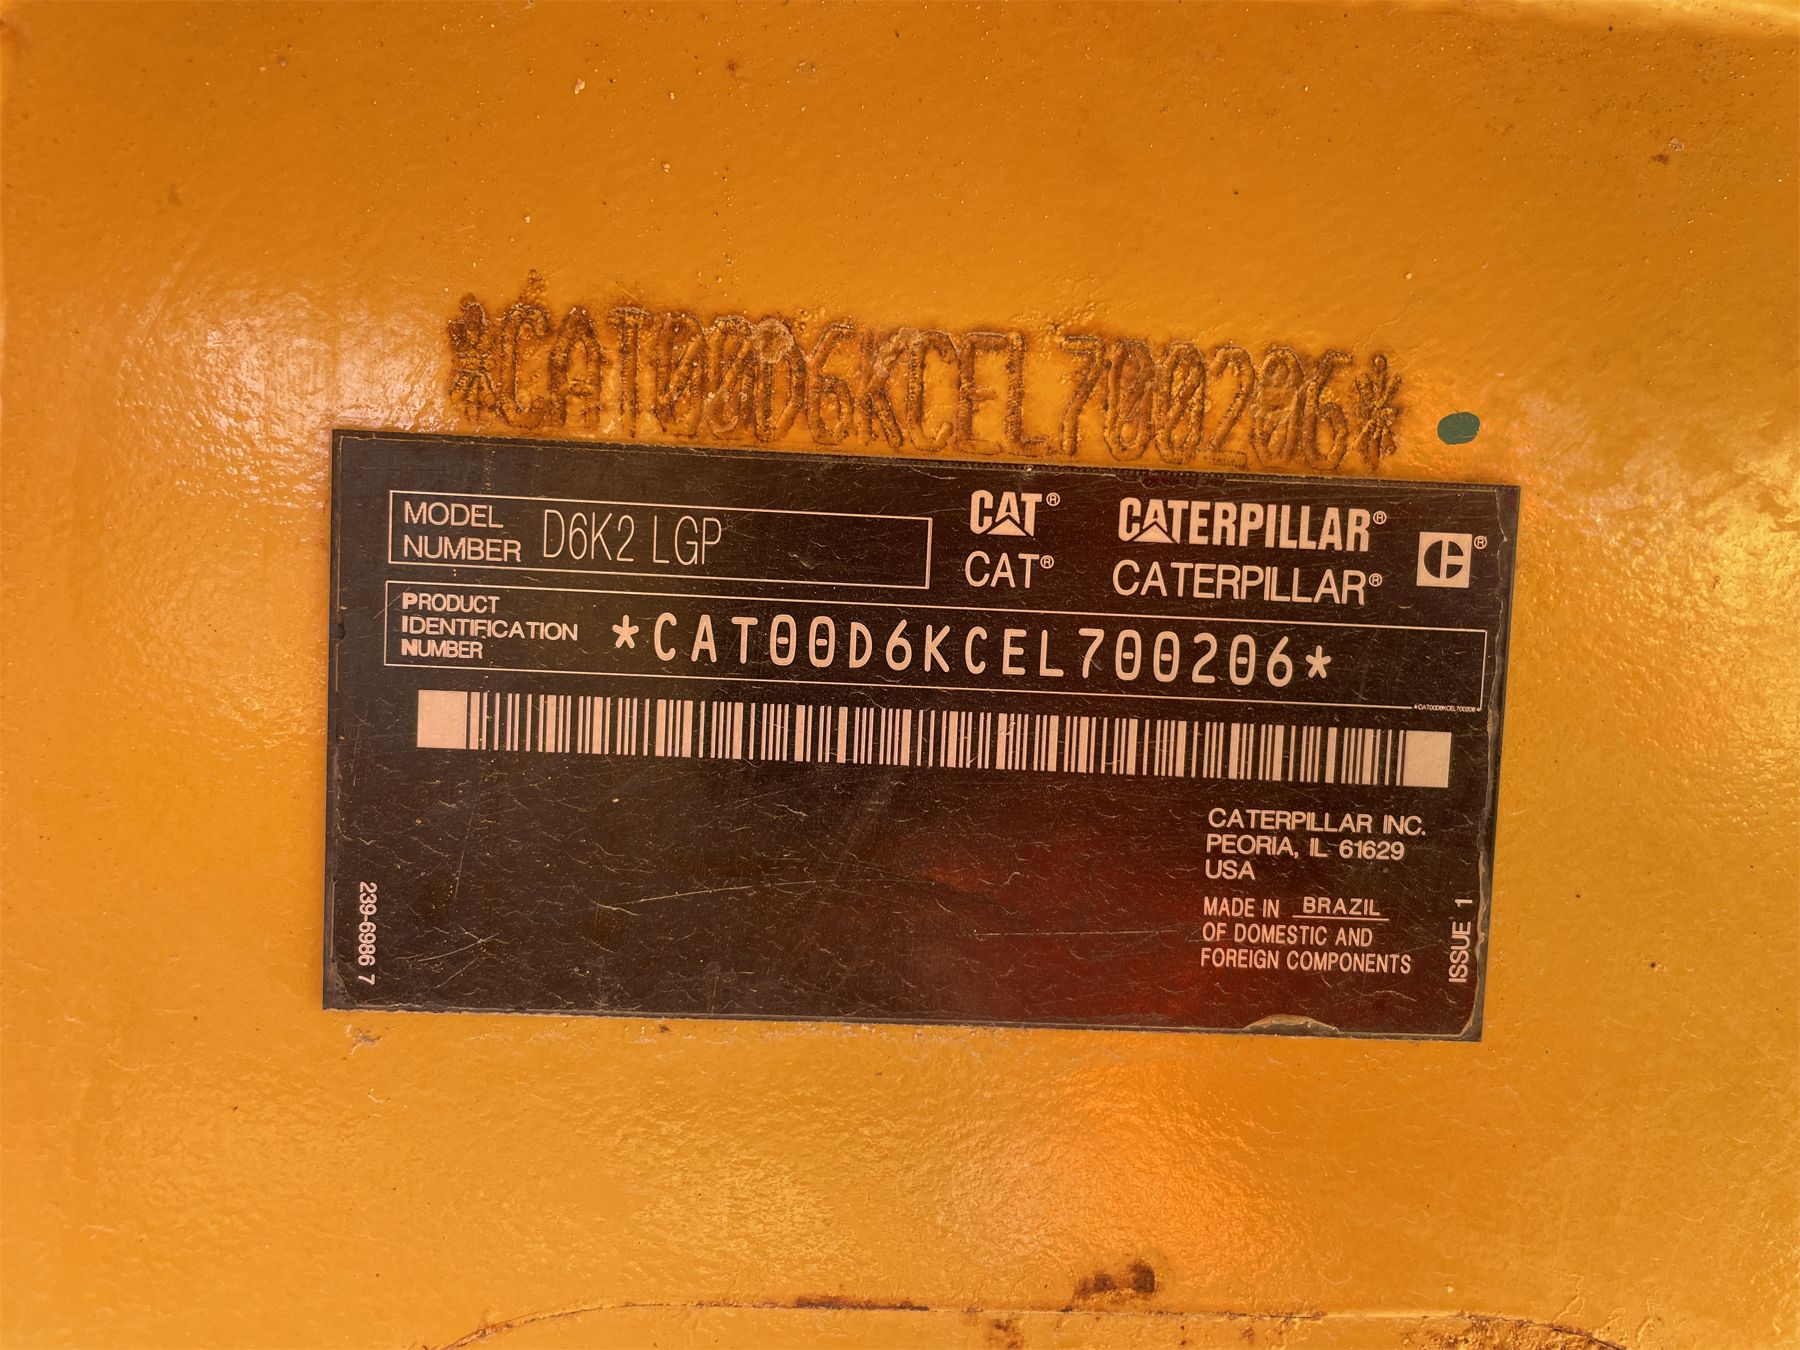 *CAT00D6KCEL700206*
MODEL NUMBER D6K2 LGP
CAT® CATERPILLAR®
CAT® CATERPILLAR®
PRODUCT IDENTIFICATION NUMBER *CAT00D6KCEL700206*
*CAT00D6KCEL700206*
CATERPILLAR INC.
PEORIA, IL 61629
USA
MADE IN BRAZIL
OF DOMESTIC AND
FOREIGN COMPONENTS
239-6986 7
ISSUE 1